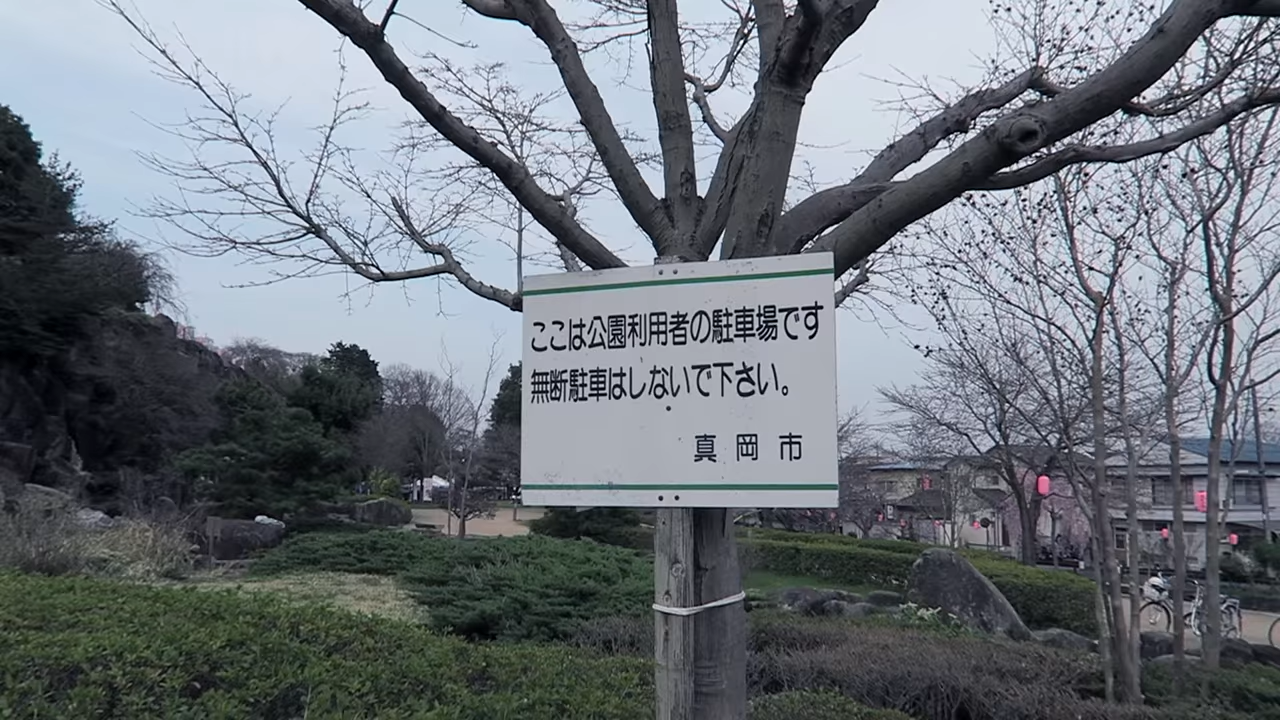 ここは公園利用者の駐車場です
無断駐車はしないで下さい。
真岡市